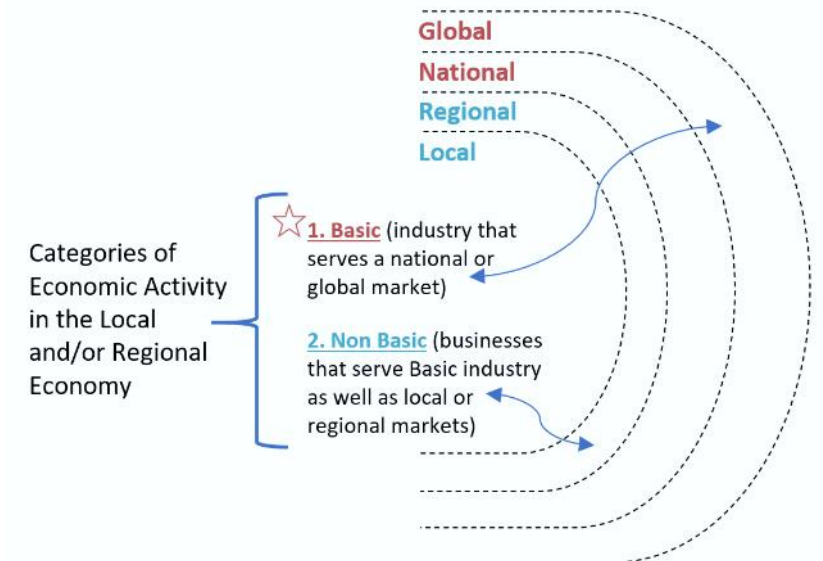 Global
National
Regional
Local
Categories of
Economic Activity
in the Local
and/or Regional
Economy
1. Basic (industry that
serves a national or
global market)
2. Non Basic (businesses
that serve Basic industry
as well as local or
regional markets)